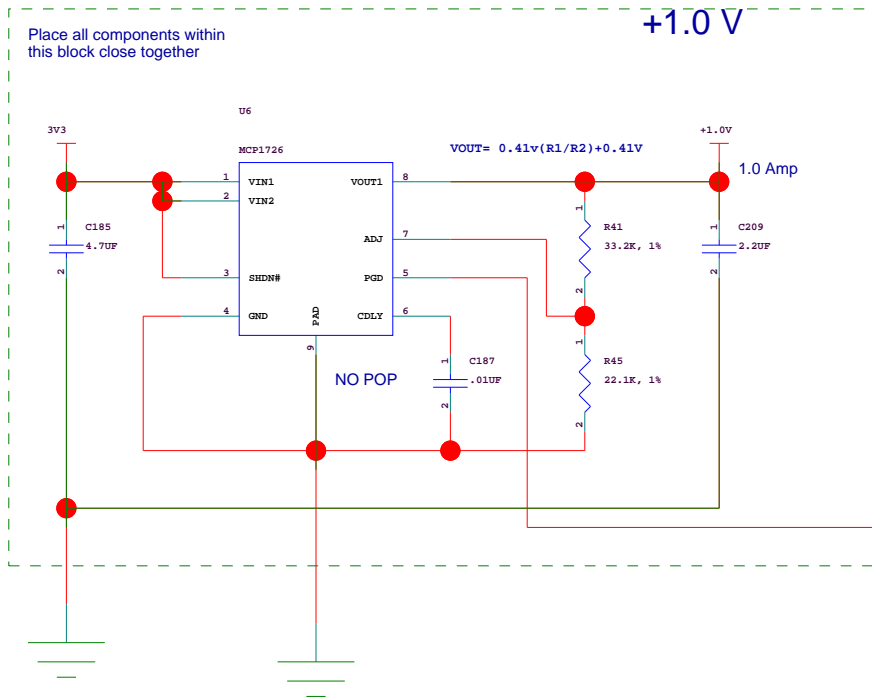 +1.0 V
Place all components within
this block close together
U6
3V3
+1.0V
MCP1726
VOUT= 0.41v(R1/R2)+0.41V
1.0 Amp
1 VIN1 VOUT1 8
2 VIN2
1 C185
4.7UF
2
1 R41
33.2K, 1%
2
1 C209
2.2UF
2
ADJ 7
3 SHDN# PGD 5
4 GND PAD CDLY 6
9
NO POP
1 C187
.01UF
2
1 R45
22.1K, 1%
2